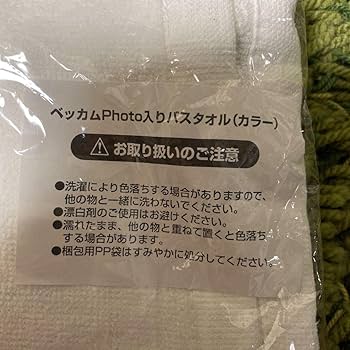 ベッカムPhoto入りバスタオル(カラー)
お取り扱いのご注意
●洗濯により色落ちする場合がありますので、
他の物と一緒に洗わないでください。
●漂白剤のご使用はお避けください。
●濡れたまま、他の物と重ねて置くと色落ち
する場合があります。
●梱包用PP袋はすみやかに処分してください。